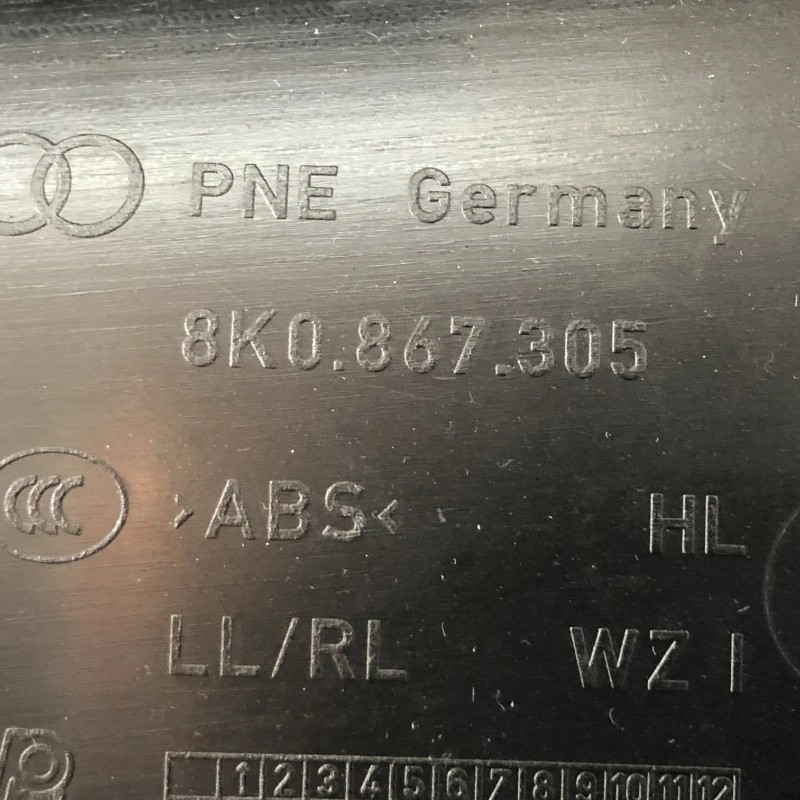 PNE Germany
8K0.867.305
CCC >ABS< HL
LL/RL WZ I
1 2 3 4 5 6 7 8 9 10 11 12